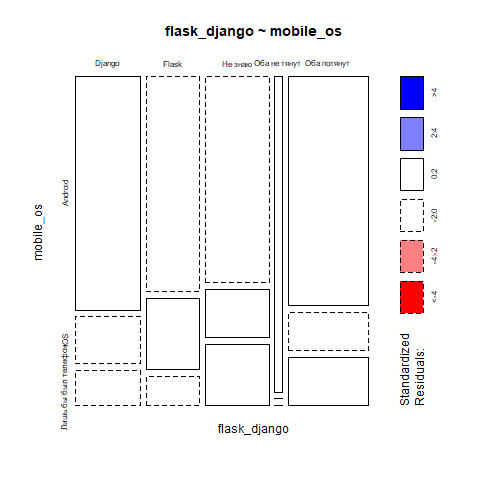 flask_django ~ mobile_os
Django Flask Не знаю Оба не тянут Оба потянут
Android
iOS
Лишь бы был телефон
mobile_os
flask_django
Standardized
Residuals:
<-4
-4:-2
-2:0
0:2
2:4
>4